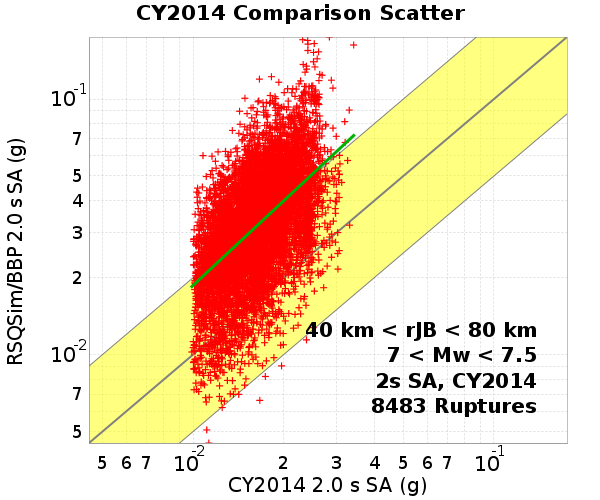 CY2014 Comparison Scatter
RSQSim/BBP 2.0 s SA (g)
10⁻¹
7
5
4
3
2
10⁻²
7
5
40 km < rJB < 80 km
7 < Mw < 7.5
2s SA, CY2014
8483 Ruptures
5 6 7 10⁻² 2 3 4 5 6 7 10⁻¹
CY2014 2.0 s SA (g)